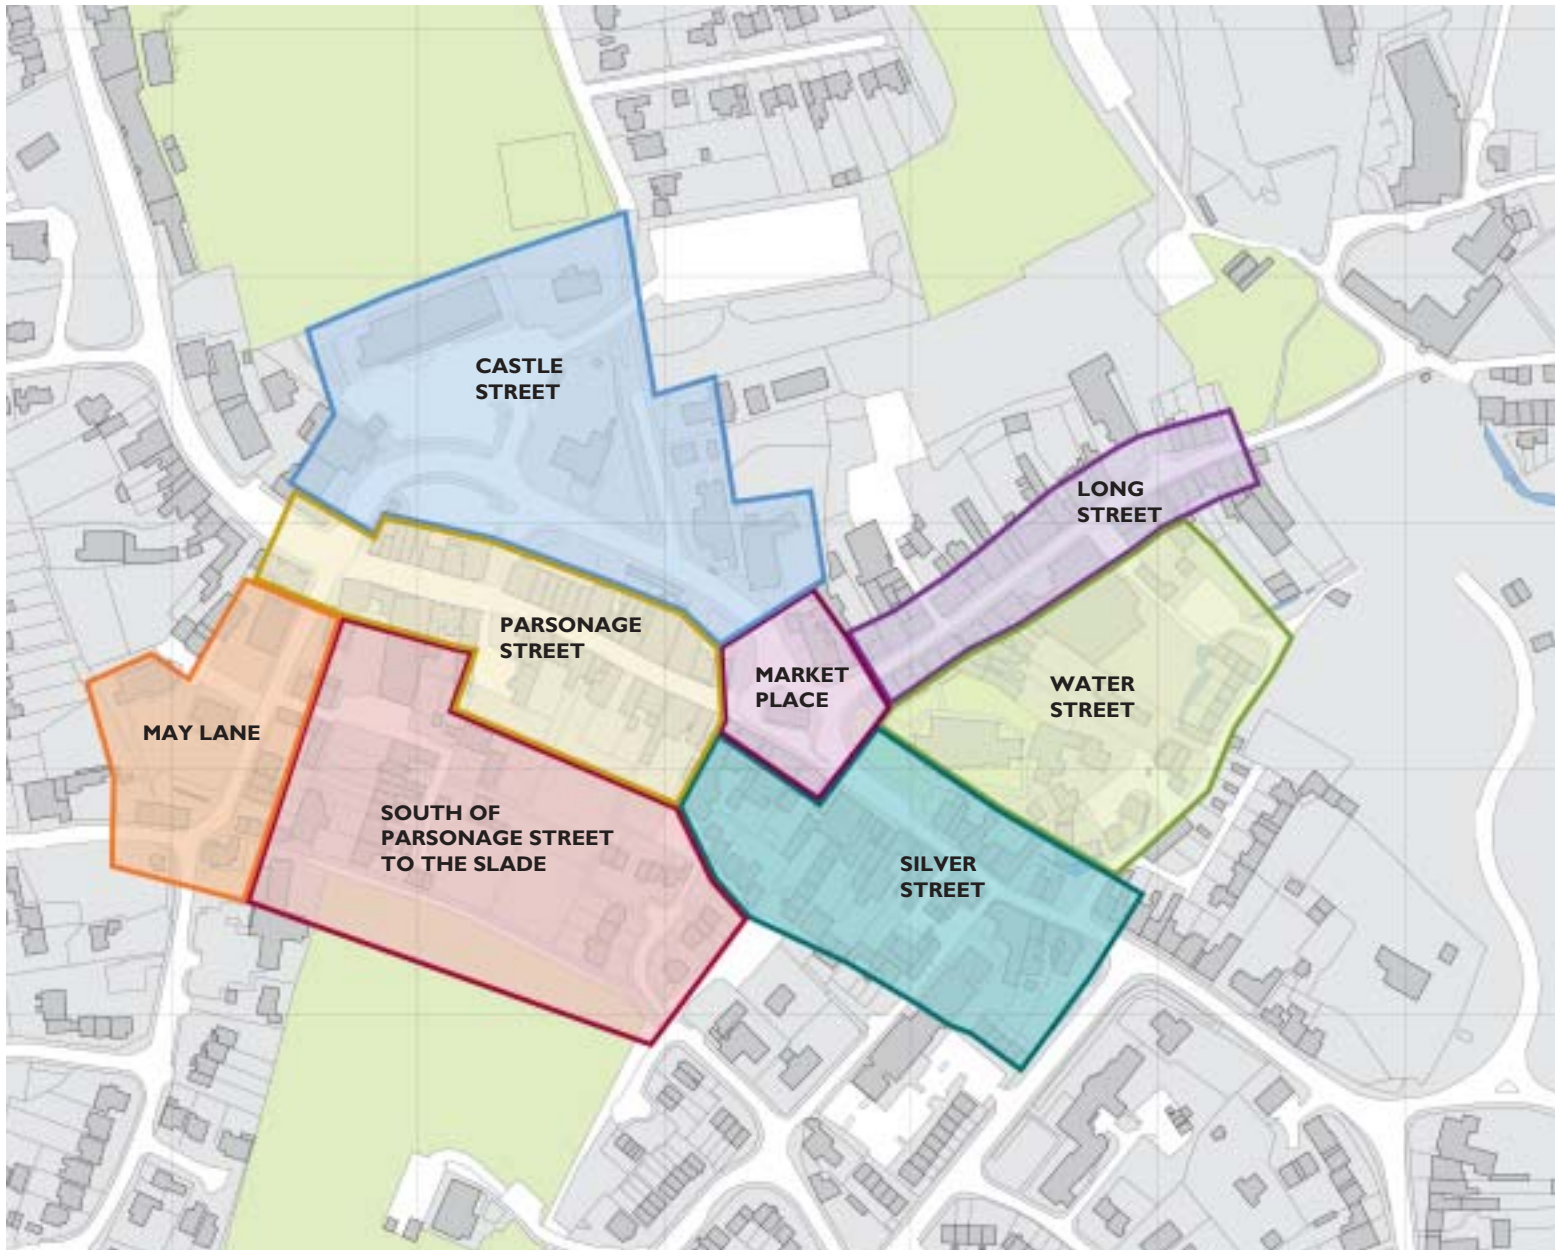 CASTLE
STREET
LONG
STREET
PARSONAGE
STREET
MARKET
PLACE
WATER
STREET
MAY LANE
SOUTH OF
PARSONAGE STREET
TO THE SLADE
SILVER
STREET